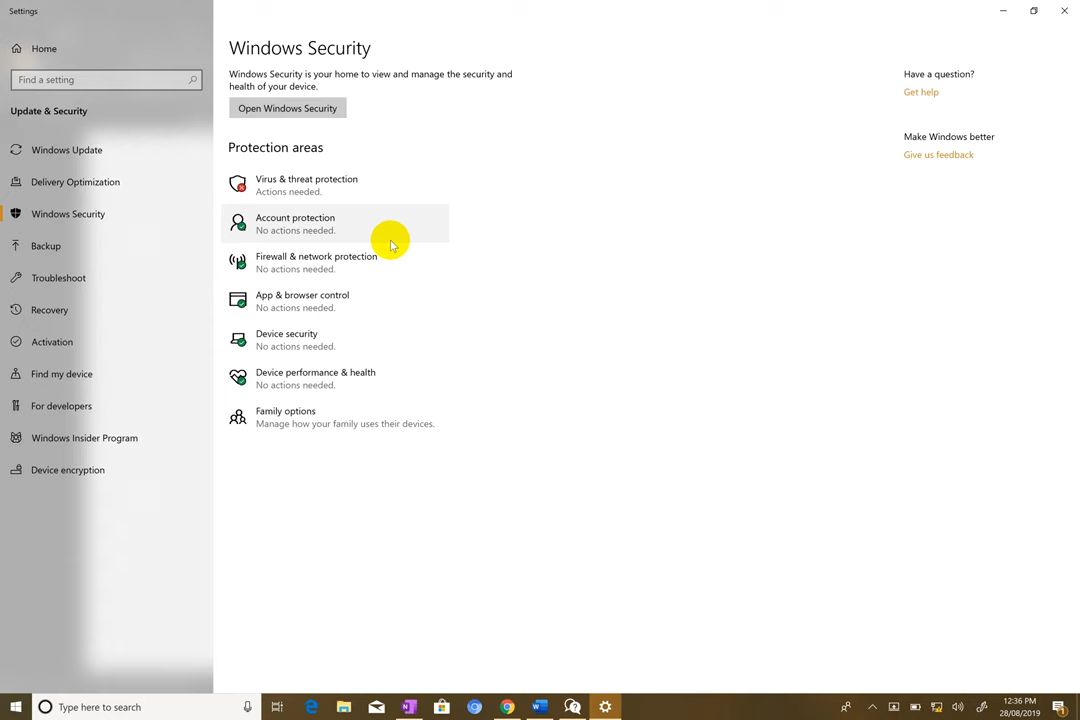 Settings
Home
Find a setting
Update & Security
Windows Update
Delivery Optimization
Windows Security
Backup
Troubleshoot
Recovery
Activation
Find my device
For developers
Windows Insider Program
Device encryption
Windows Security
Windows Security is your home to view and manage the security and
health of your device.
Open Windows Security
Protection areas
Virus & threat protection
Actions needed.
Account protection
No actions needed.
Firewall & network protection
No actions needed.
App & browser control
No actions needed.
Device security
No actions needed.
Device performance & health
No actions needed.
Family options
Manage how your family uses their devices.
Have a question?
Get help
Make Windows better
Give us feedback
Type here to search
12:36 PM
28/08/2019
1